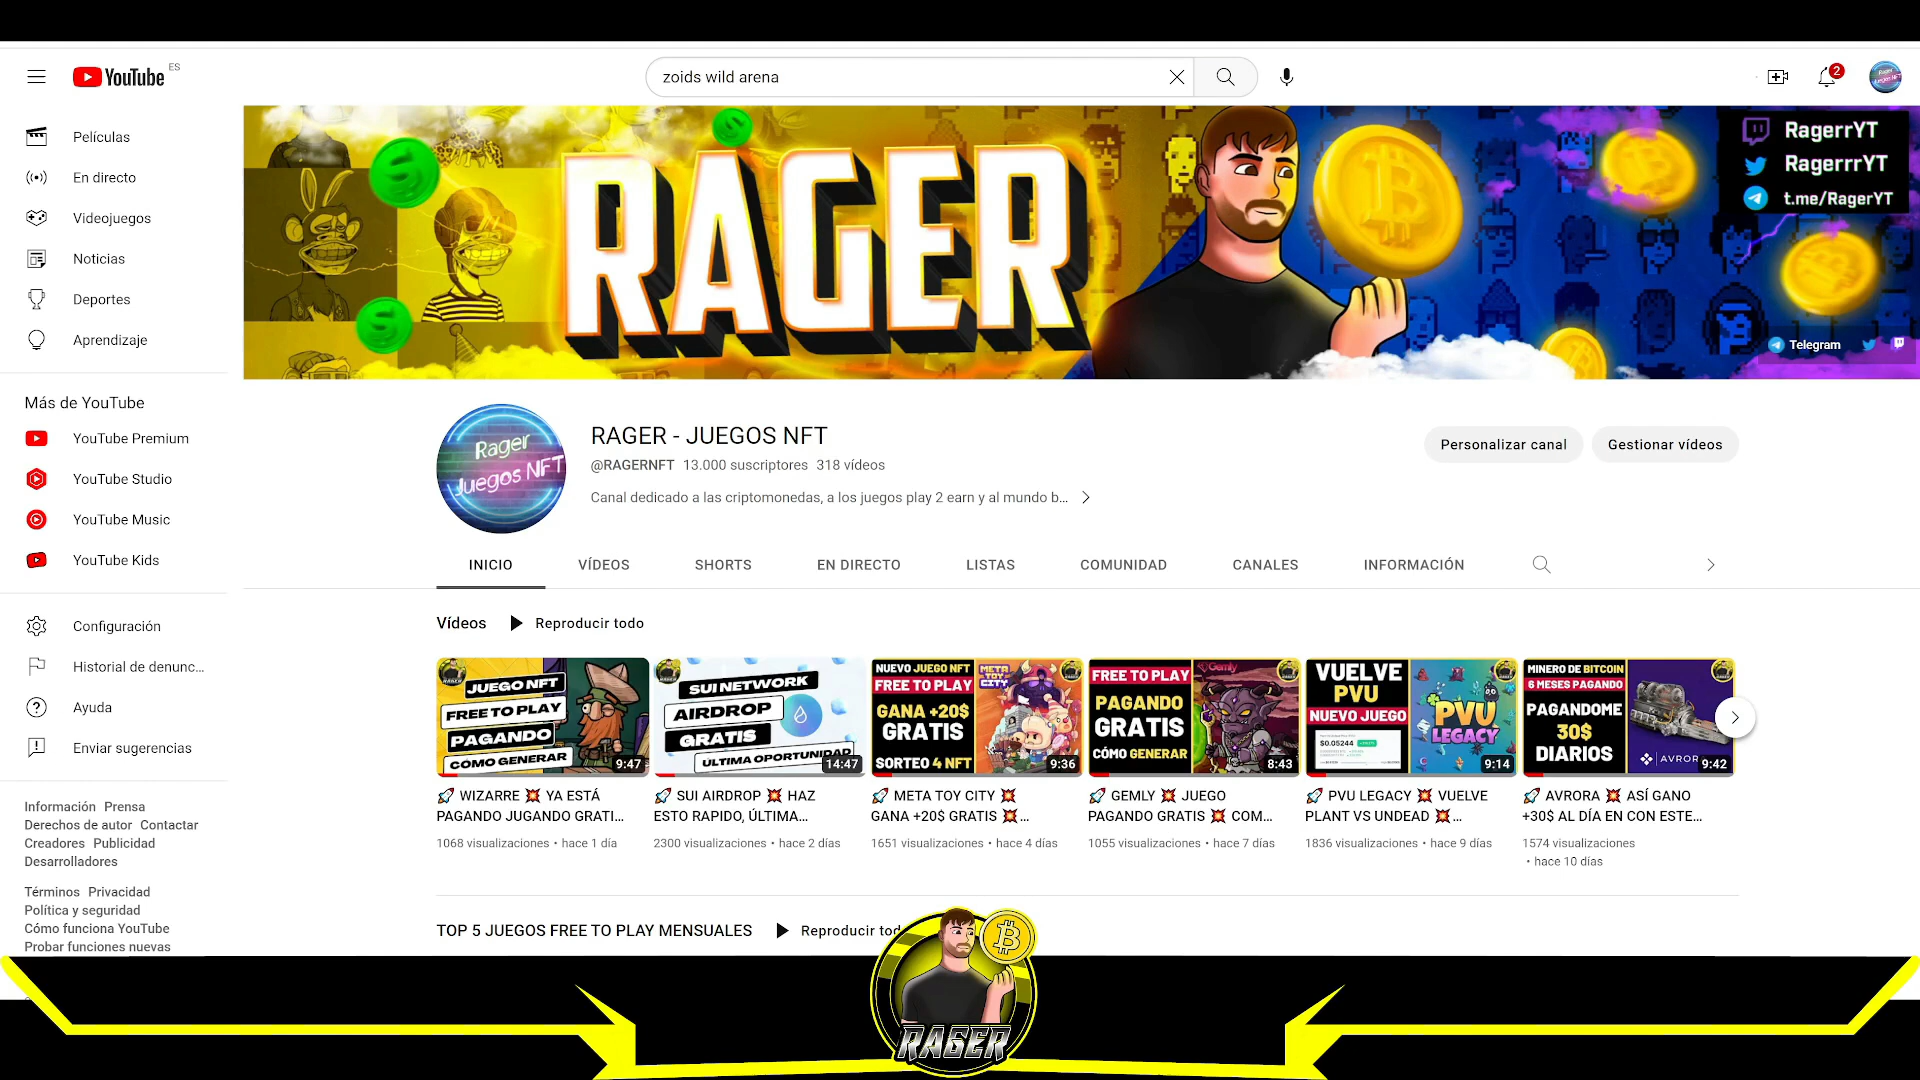 YouTube ES
zoids wild arena
2
Películas
En directo
Videojuegos
Noticias
Deportes
Aprendizaje
Más de YouTube
YouTube Premium
YouTube Studio
YouTube Music
YouTube Kids
Configuración
Historial de denunc...
Ayuda
Enviar sugerencias
Información Prensa
Derechos de autor Contactar
Creadores Publicidad
Desarrolladores
Términos Privacidad
Política y seguridad
Cómo funciona YouTube
Probar funciones nuevas
RAGER
RagerrYT
RagerrrYT
t.me/RagerYT
Telegram
Rager
Juegos NFT
RAGER - JUEGOS NFT
@RAGERNFT 13.000 suscriptores 318 vídeos
Canal dedicado a las criptomonedas, a los juegos play 2 earn y al mundo b...
Personalizar canal
Gestionar vídeos
INICIO VÍDEOS SHORTS EN DIRECTO LISTAS COMUNIDAD CANALES INFORMACIÓN
Vídeos Reproducir todo
JUEGO NFT
FREE TO PLAY
PAGANDO
COMO GENERAR
9:47
WIZARRE 💥 YA ESTÁ
PAGANDO JUGANDO GRATI...
1068 visualizaciones • hace 1 día
SUI NETWORK
AIRDROP
GRATIS
ÚLTIMA OPORTUNIDAD
14:47
SUI AIRDROP 💥 HAZ
ESTO RAPIDO, ÚLTIMA...
2300 visualizaciones • hace 2 días
NUEVO JUEGO NFT
FREE TO PLAY
GANA +20$
GRATIS
SORTEO 4 NFT
META TOY CITY
9:36
META TOY CITY 💥
GANA +20$ GRATIS 💥...
1651 visualizaciones • hace 4 días
FREE TO PLAY
PAGANDO
GRATIS
CÓMO GENERAR
Gemly
8:43
GEMLY 💥 JUEGO
PAGANDO GRATIS 💥 COM...
1055 visualizaciones • hace 7 días
VUELVE
PVU
NUEVO JUEGO
$0.05244
PVU
LEGACY
9:14
PVU LEGACY 💥 VUELVE
PLANT VS UNDEAD 💥...
1836 visualizaciones • hace 9 días
MINERO DE BITCOIN
6 MESES PAGANDO
PAGANDOME
30$
DIARIOS
AVROR
9:42
AVRORA 💥 ASÍ GANO
+30$ AL DÍA EN CON ESTE...
1574 visualizaciones
• hace 10 días
TOP 5 JUEGOS FREE TO PLAY MENSUALES Reproducir tod
RAGER